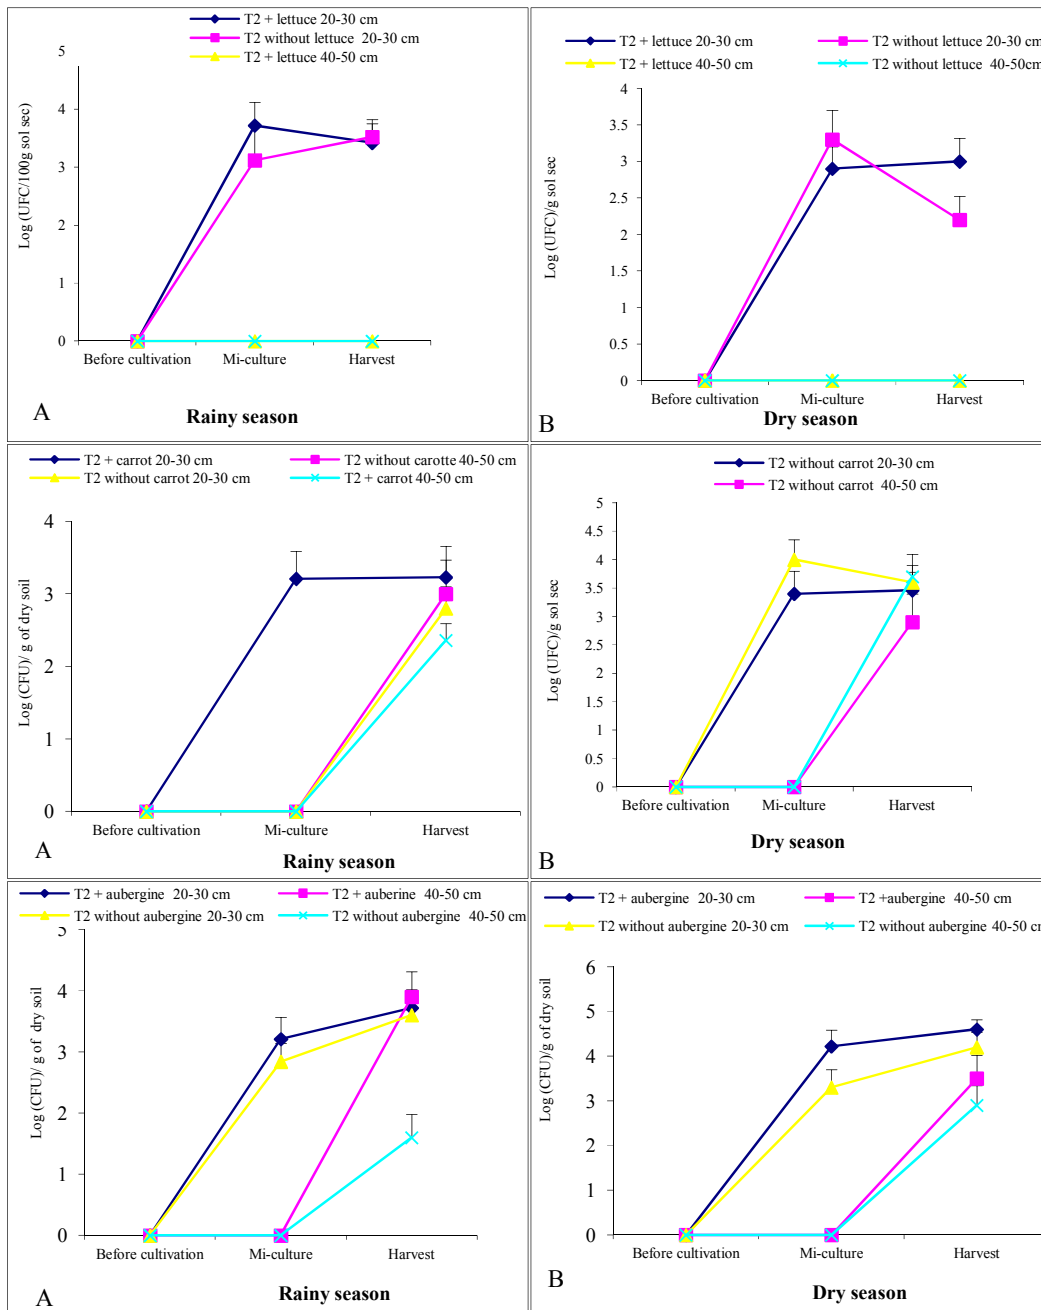 T2 + lettuce 20-30 cm
T2 without lettuce 20-30 cm
T2 + lettuce 40-50 cm
Log (UFC/100g sol sec)
5
4
3
2
1
0
Before cultivation Mi-culture Harvest
A
Rainy season
T2 + lettuce 20-30 cm T2 without lettuce 20-30 cm
T2 + lettuce 40-50 cm T2 without lettuce 40-50cm
Log (UFC)/g sol sec
4
3.5
3
2.5
2
1.5
1
0.5
0
Before cultivation Mi-culture Harvest
B
Dry season
T2 + carrot 20-30 cm T2 without carotte 40-50 cm
T2 without carrot 20-30 cm T2 + carrot 40-50 cm
Log (CFU)/ g of dry soil
4
3
2
1
0
Before cultivation Mi-culture Harvest
A
Rainy season
T2 without carrot 20-30 cm
T2 without carrot 40-50 cm
Log (UFC)/g sol sec
5
4.5
4
3.5
3
2.5
2
1.5
1
0.5
0
Before cultivation Mi-culture Harvest
B
Dry season
T2 + aubergine 20-30 cm T2 + auberine 40-50 cm
T2 without aubergine 20-30 cm T2 without aubergine 40-50 cm
Log (CFU)/ g of dry soil
5
4
3
2
1
0
Before cultivation Mi-culture Harvest
A
Rainy season
T2 + aubergine 20-30 cm T2 +aubergine 40-50 cm
T2 without aubergine 20-30 cm T2 without aubergine 40-50 cm
Log (CFU)/g of dry soil
6
5
4
3
2
1
0
Before cultivation Mi-culture Harvest
B
Dry season